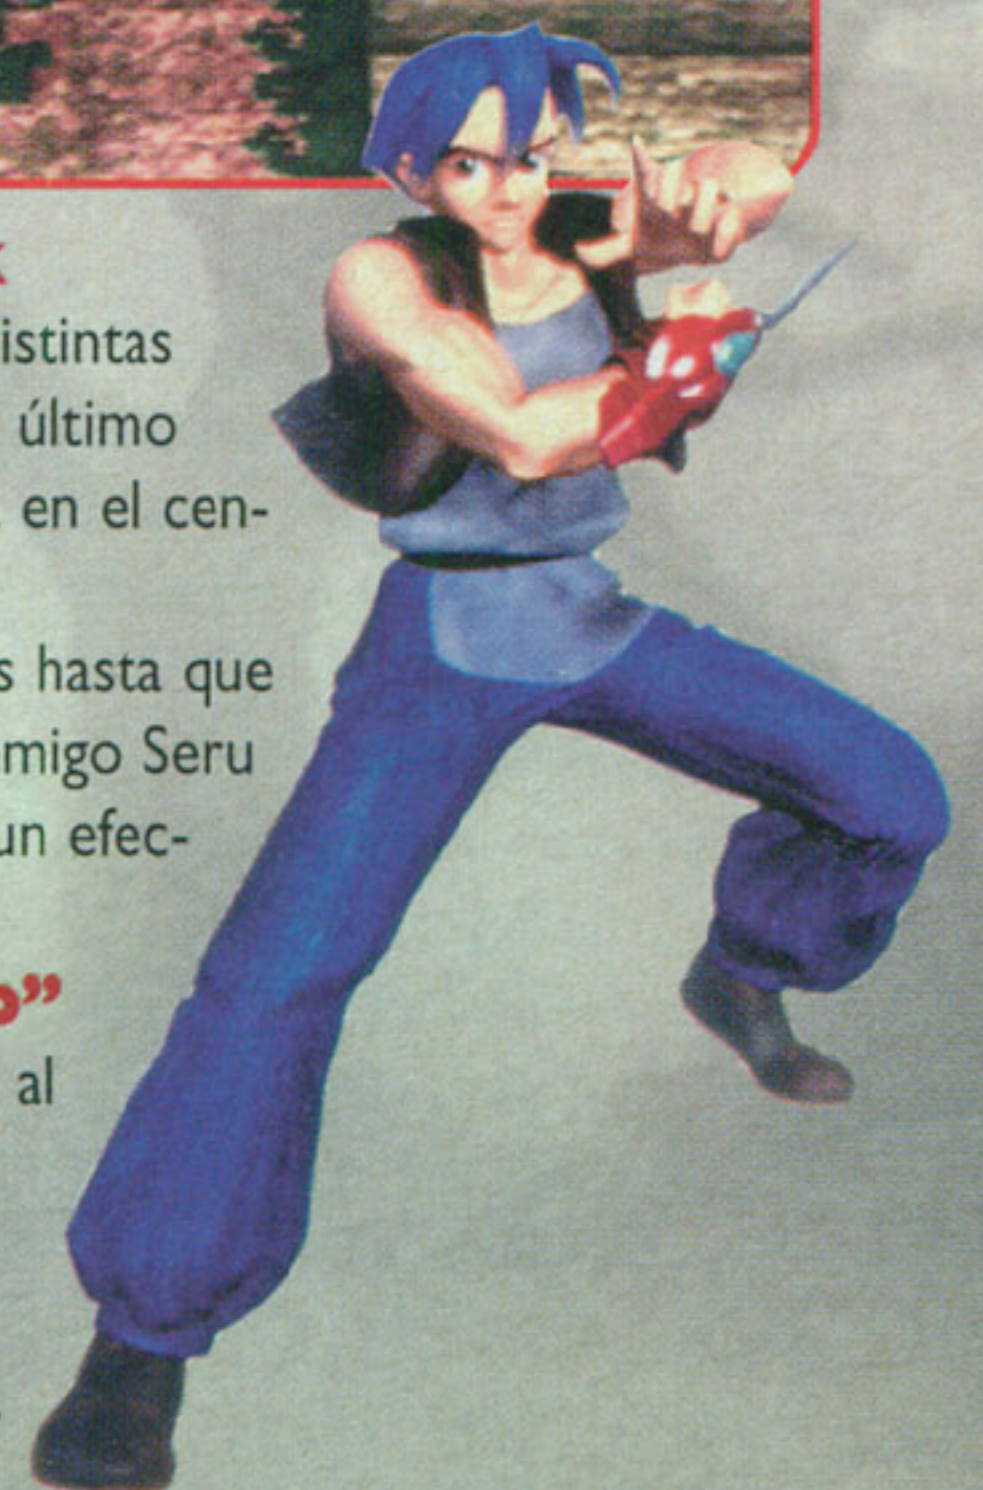 istintas
último
en el cen-
s hasta que
migo Seru
un efec-
o”
al